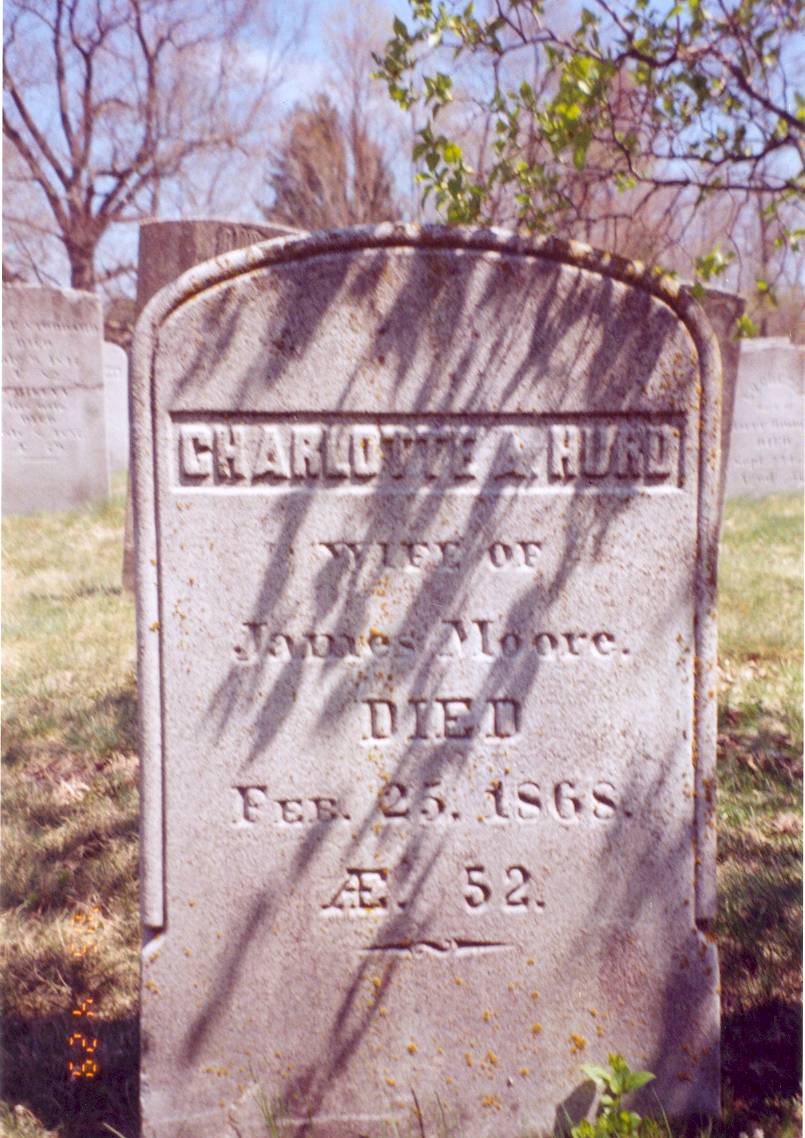 CHARLOTTE A. HURD
WIFE OF
James Moore.
DIED
FEB. 25. 1868.
Æ. 52.